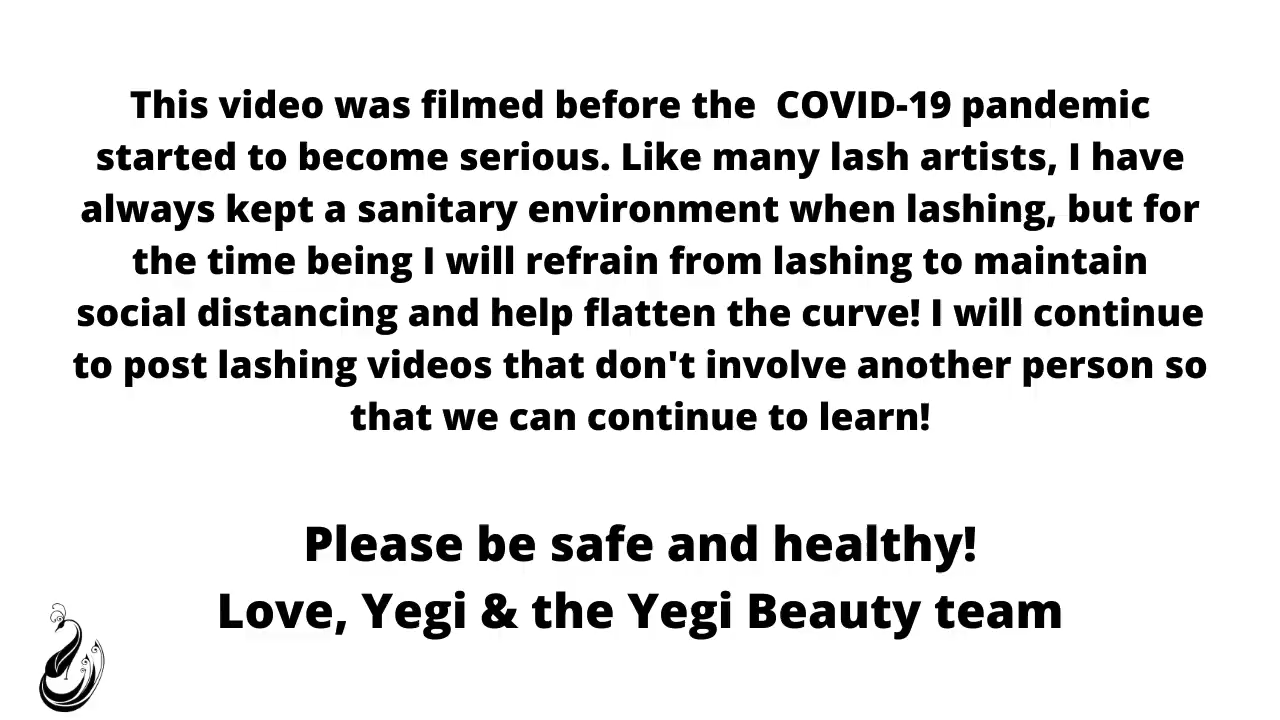 This video was filmed before the  COVID-19 pandemic
started to become serious. Like many lash artists, I have
always kept a sanitary environment when lashing, but for
the time being I will refrain from lashing to maintain
social distancing and help flatten the curve! I will continue
to post lashing videos that don't involve another person so
that we can continue to learn!
Please be safe and healthy!
Love, Yegi & the Yegi Beauty team